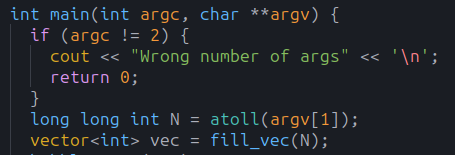 int main(int argc, char **argv) {
  if (argc != 2) {
    cout << "Wrong number of args" << '\n';
    return 0;
  }
  long long int N = atoll(argv[1]);
  vector<int> vec = fill_vec(N);